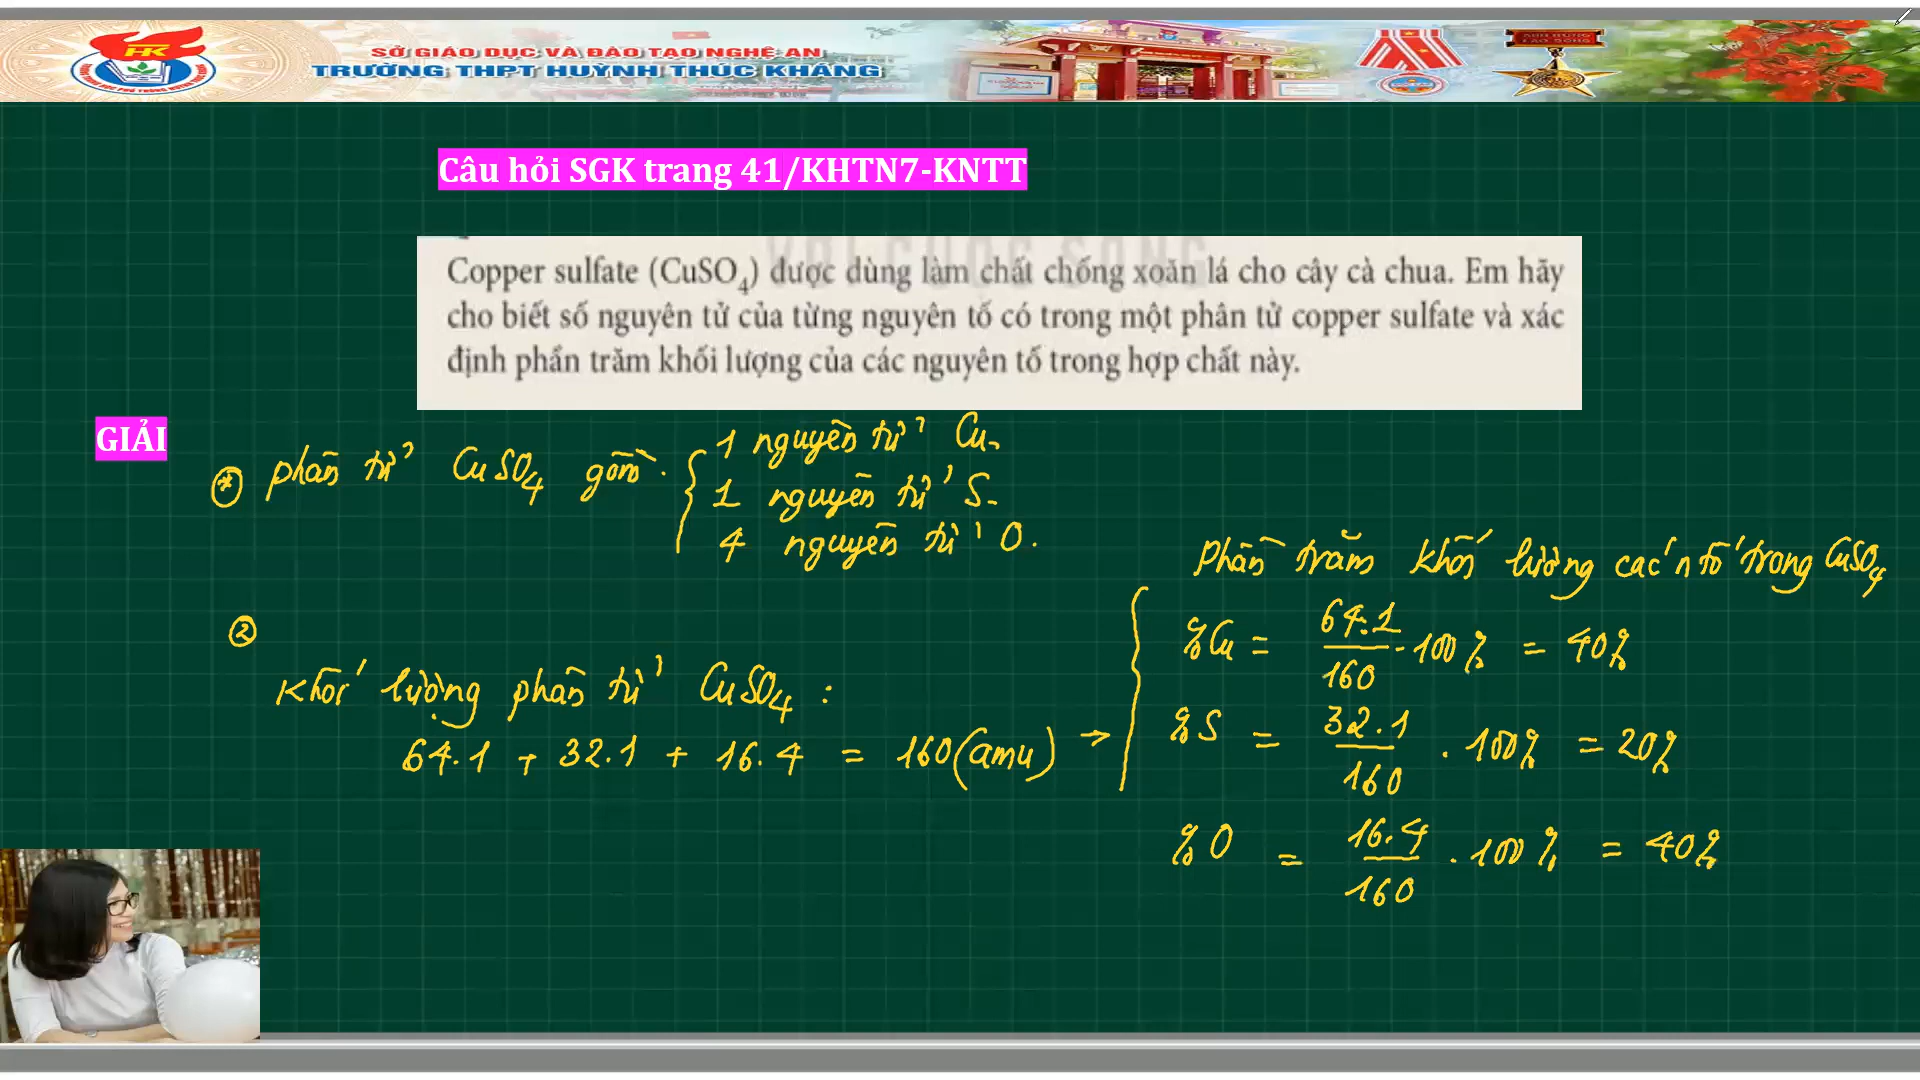 SỞ GIÁO DỤC VÀ ĐÀO TẠO NGHỆ AN
TRƯỜNG THPT HUỲNH THÚC KHÁNG
HK
Câu hỏi SGK trang 41/KHTN7-KNTT
Copper sulfate (CuSO₄) được dùng làm chất chống xoăn lá cho cây cà chua. Em hãy
cho biết số nguyên tử của từng nguyên tố có trong một phân tử copper sulfate và xác
định phần trăm khối lượng của các nguyên tố trong hợp chất này.
GIẢI
* phân tử CuSO₄ gồm. { 1 nguyên tử Cu
1 nguyên tử S
4 nguyên tử O.
②
Khối lượng phân tử CuSO₄ :
64.1 + 32.1 + 16.4 = 160 (amu) →
Phần trăm khối lượng các ntố trong CuSO₄
%Cu = 64.1/160 . 100% = 40%
%S = 32.1/160 . 100% = 20%
%O = 16.4/160 . 100% = 40%